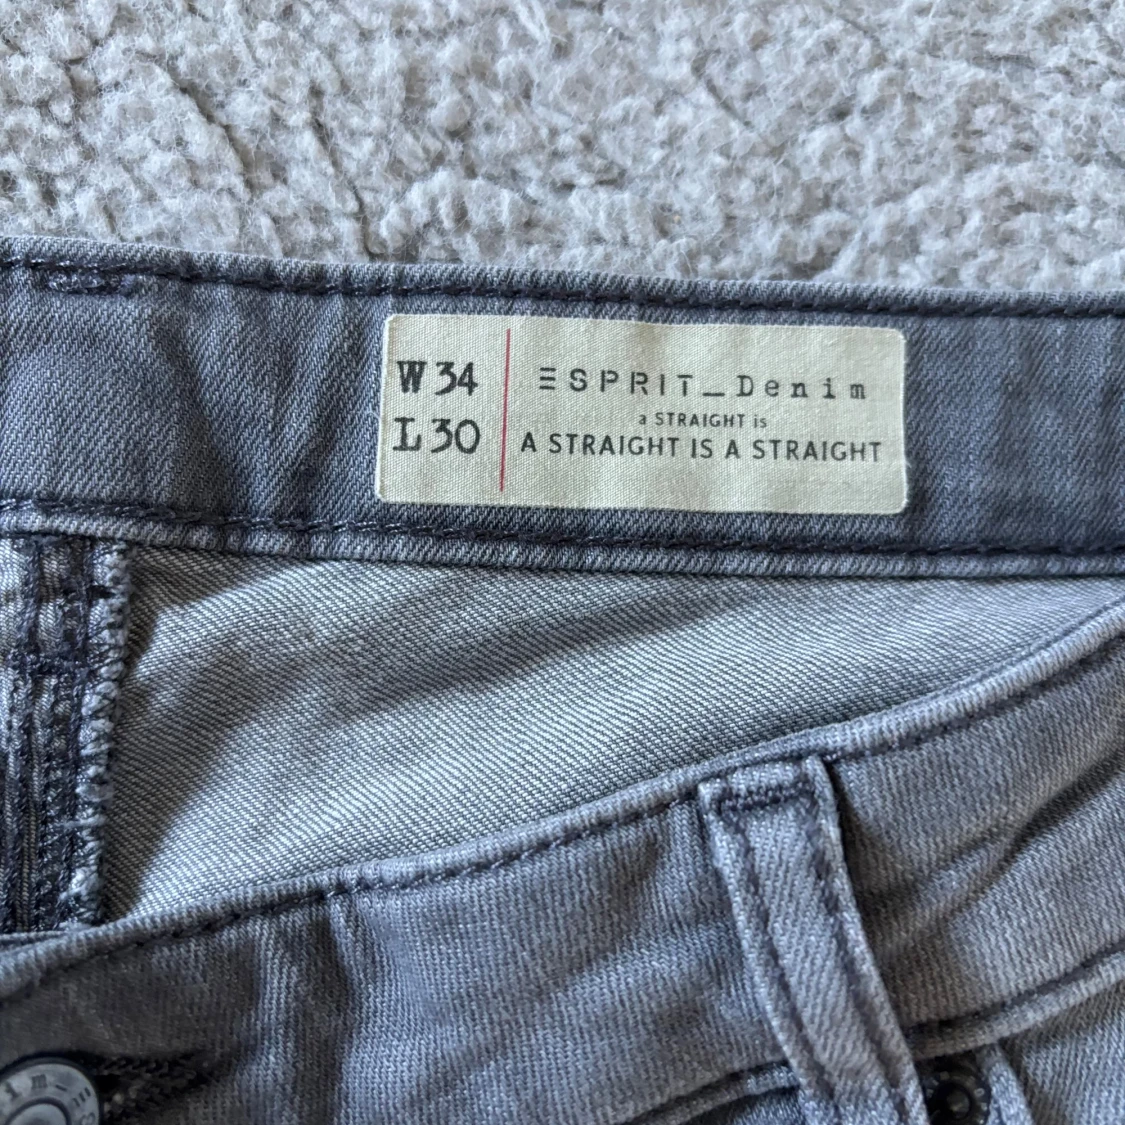 W34
L30
ESPRIT_Denim
a STRAIGHT is
A STRAIGHT IS A STRAIGHT